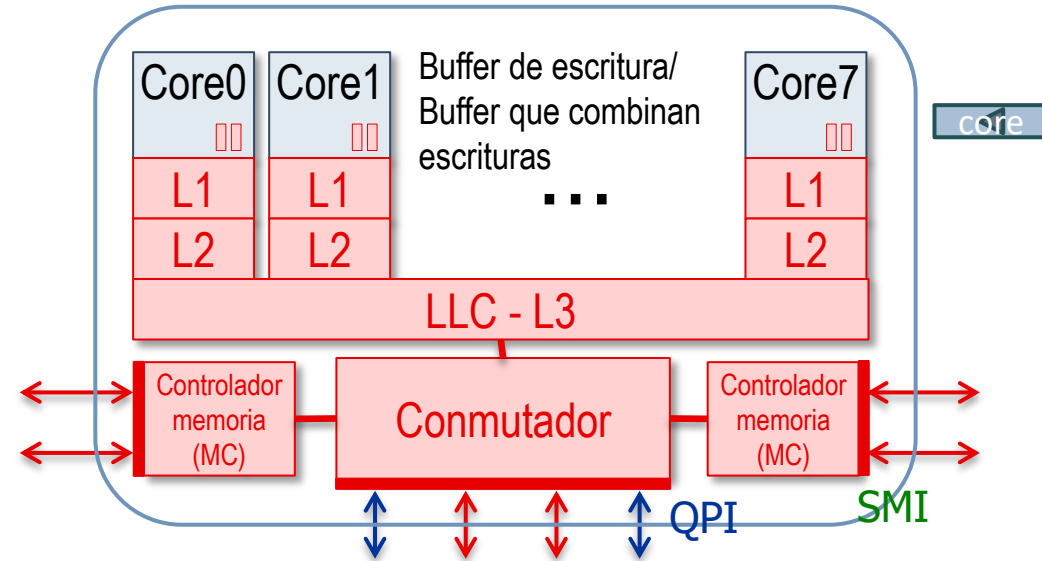 Core0
Core1
Buffer de escritura/
Buffer que combinan
escrituras
...
Core7
core
L1
L1
L1
L2
L2
L2
LLC - L3
Controlador
memoria
(MC)
Conmutador
Controlador
memoria
(MC)
QPI
SMI